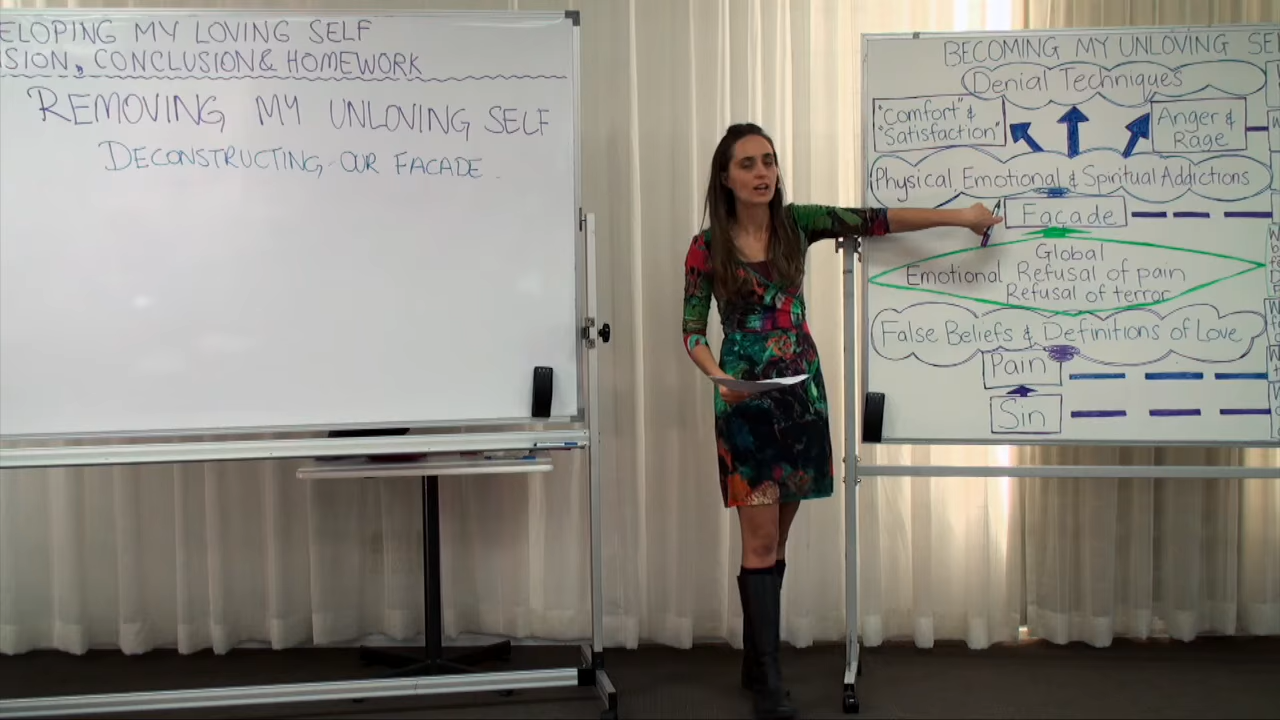 ELOPING MY LOVING SELF
ISION, CONCLUSION & HOMEWORK
REMOVING MY UNLOVING SELF
DECONSTRUCTING OUR FACADE.
BECOMING MY UNLOVING SE
Denial Techniques
"Comfort" &
"Satisfaction"
Anger &
Rage
Physical Emotional & Spiritual Addictions
Façade
Global
Emotional Refusal of pain
Refusal of terror
False Beliefs & Definitions of Love
Pain
Sin